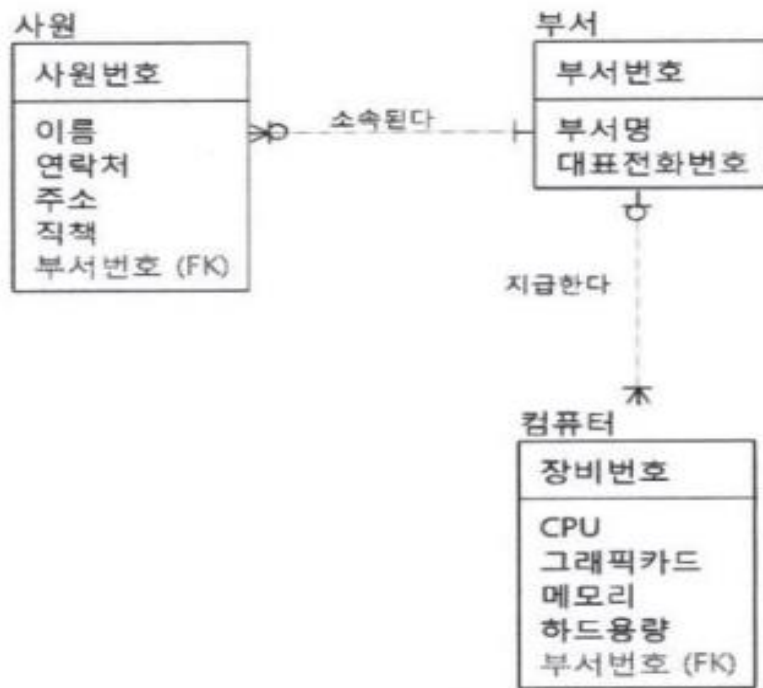 사원
사원번호
이름
연락처
주소
직책
부서번호 (FK)
소속된다
부서
부서번호
부서명
대표전화번호
지급한다
컴퓨터
장비번호
CPU
그래픽카드
메모리
하드용량
부서번호 (FK)